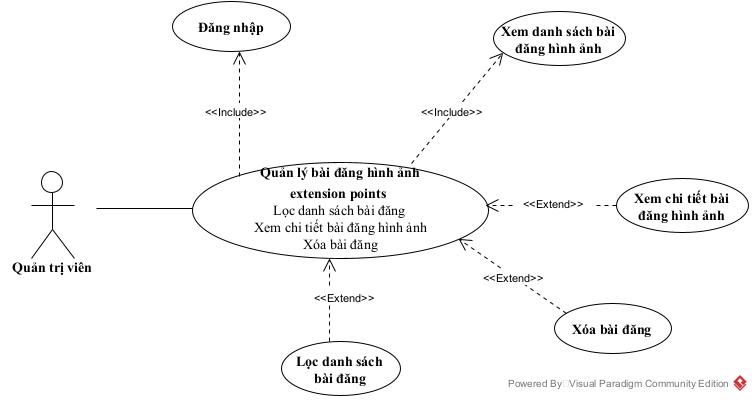 Đăng nhập
Xem danh sách bài
đăng hình ảnh
<<Include>>
<<Include>>
Quản lý bài đăng hình ảnh
extension points
Lọc danh sách bài đăng
Xem chi tiết bài đăng hình ảnh
Xóa bài đăng
<<Extend>>
Xem chi tiết bài
đăng hình ảnh
Quản trị viên
<<Extend>>
<<Extend>>
Xóa bài đăng
Lọc danh sách
bài đăng
Powered By Visual Paradigm Community Edition